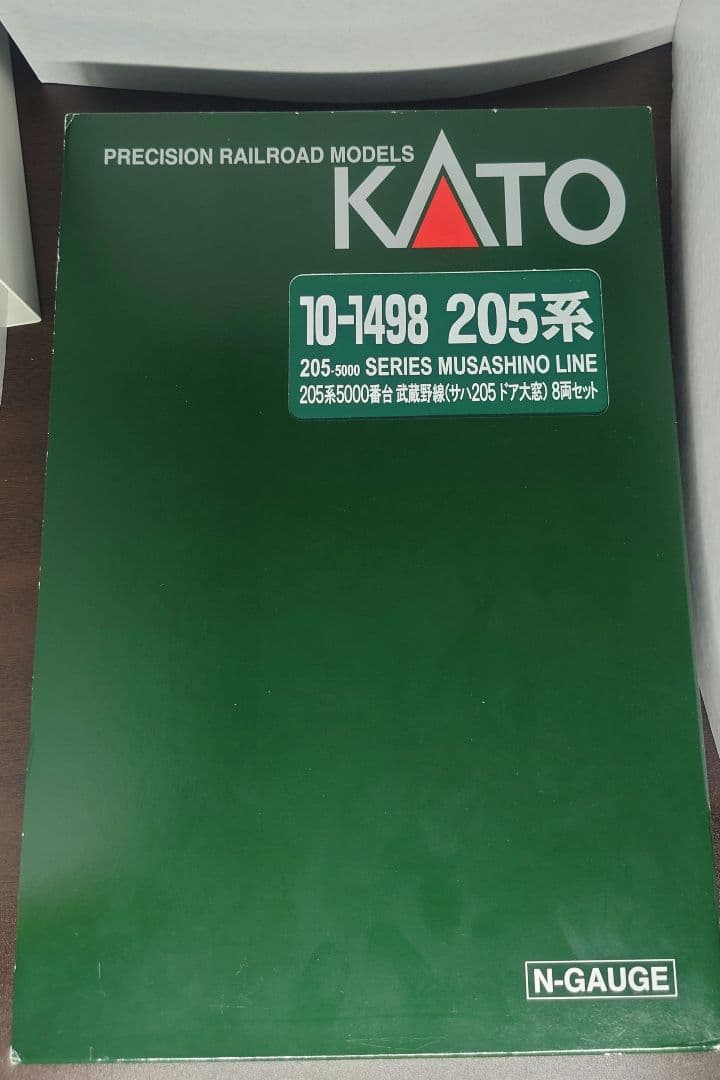 PRECISION RAILROAD MODELS
KATO
10-1498 205系
205-5000 SERIES MUSASHINO LINE
205系5000番台 武蔵野線(サハ205 ドア大窓) 8両セット
N-GAUGE